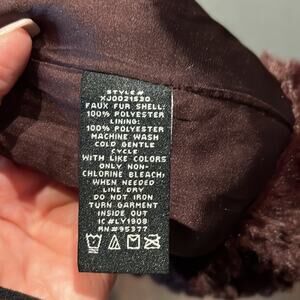 STYLE#
XJ0021530
FAUX FUR SHELL:
100% POLYESTER
LINING:
100% POLYESTER
MACHINE WASH
COLD GENTLE
CYCLE
WITH LIKE COLORS
ONLY NON-
CHLORINE BLEACH;
WHEN NEEDED
LINE DRY
DO NOT IRON
TURN GARMENT
INSIDE OUT
IC#LY1908
RN#95377